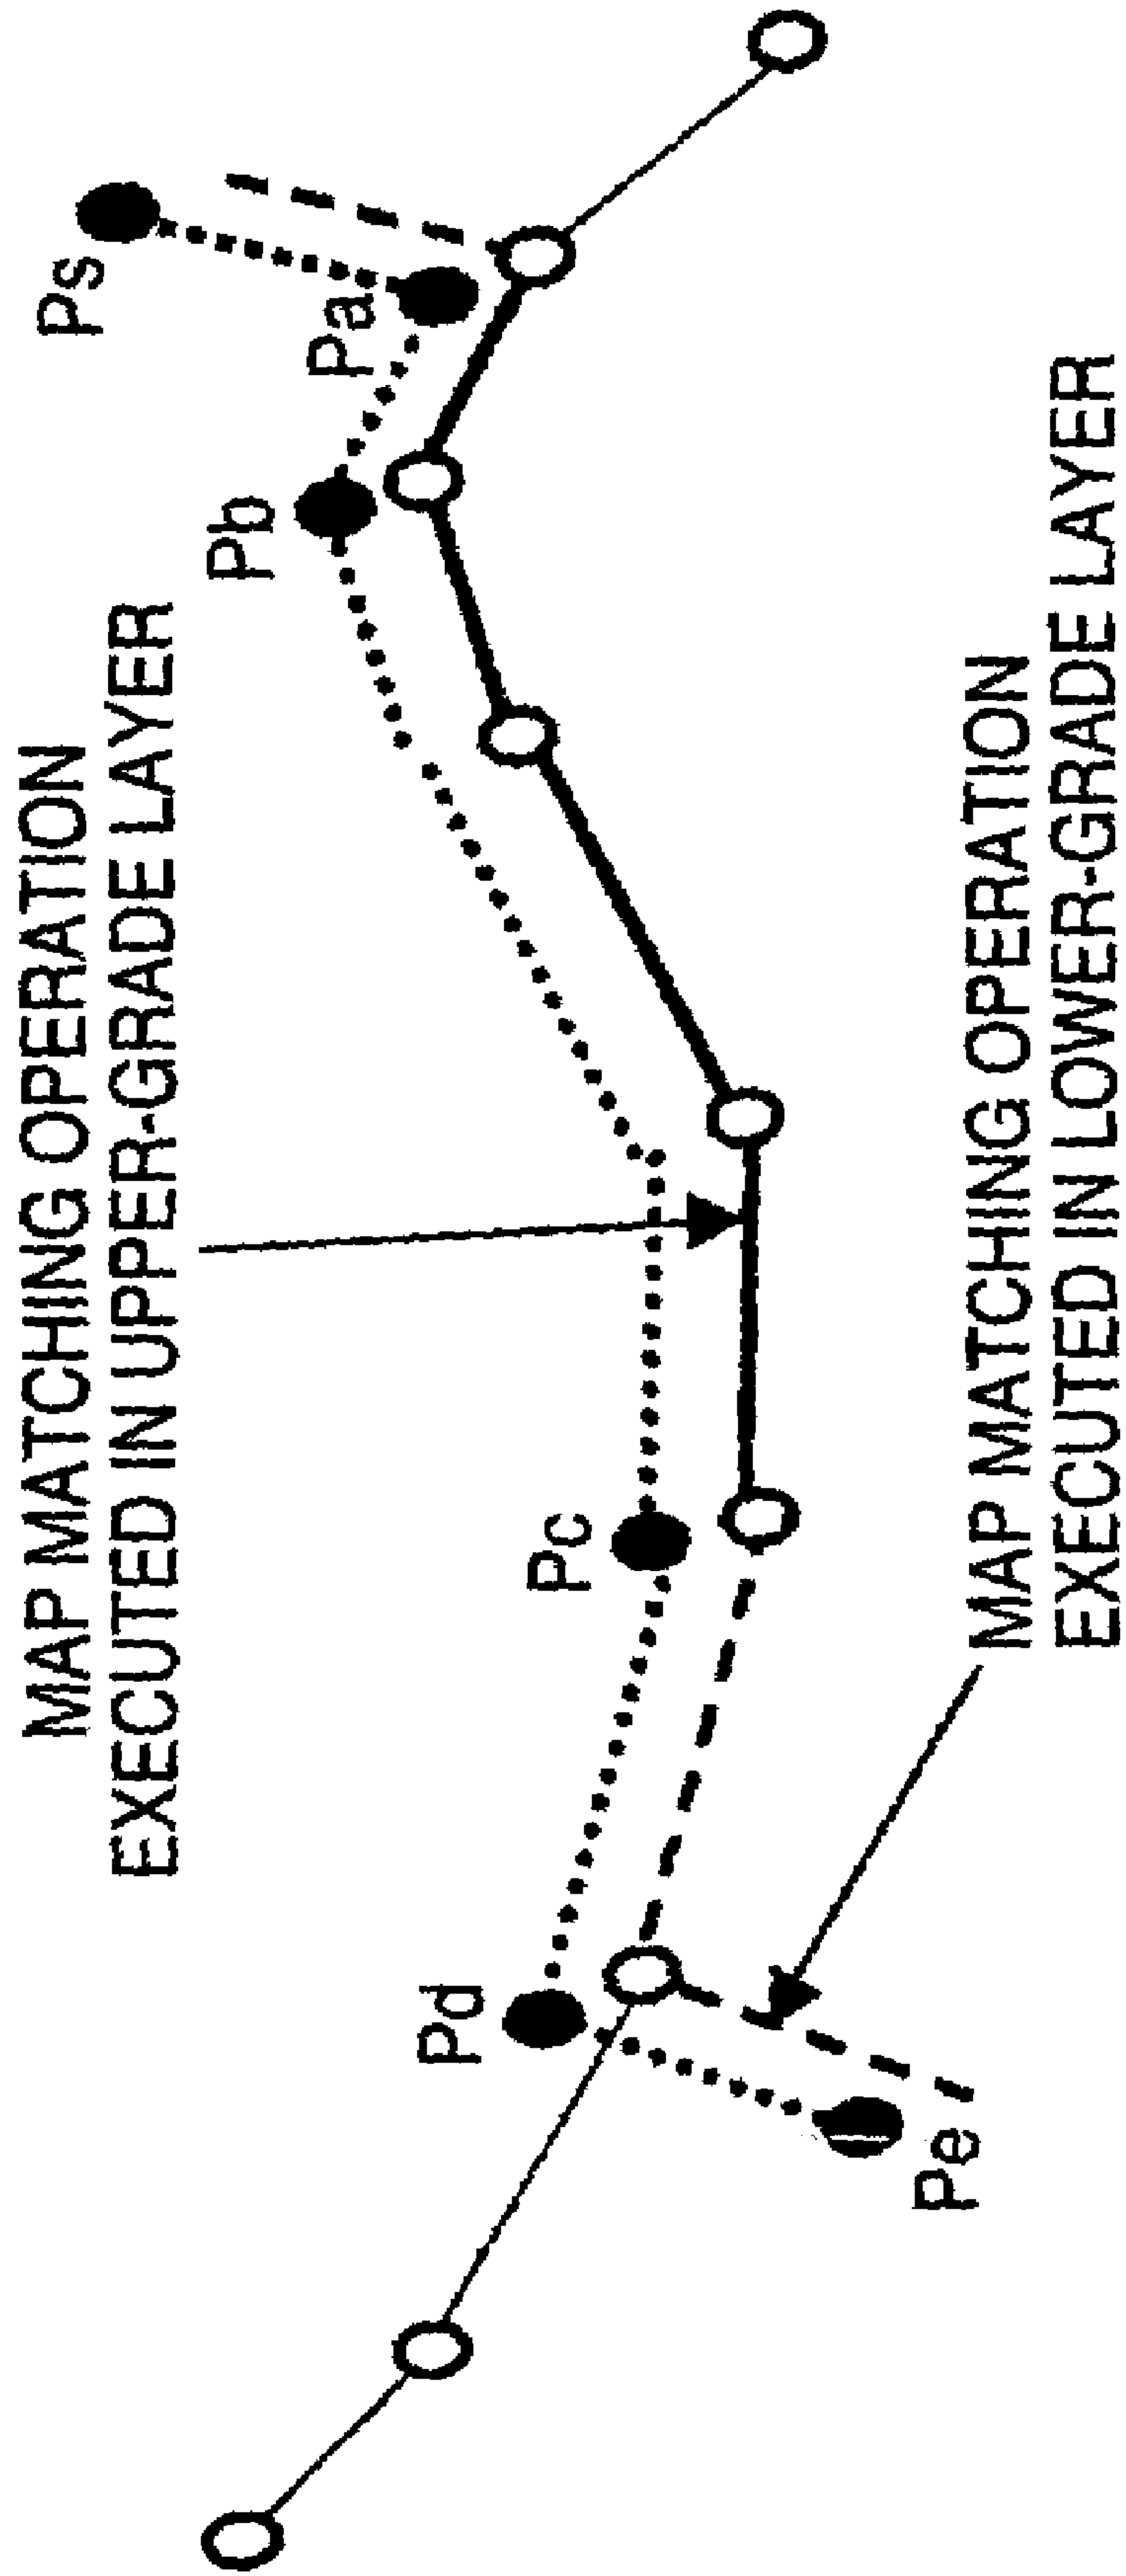 MAP MATCHING OPERATION
EXECUTED IN UPPER-GRADE LAYER
Ps
Pa
Pb
Pc
Pd
Pe
MAP MATCHING OPERATION
EXECUTED IN LOWER-GRADE LAYER